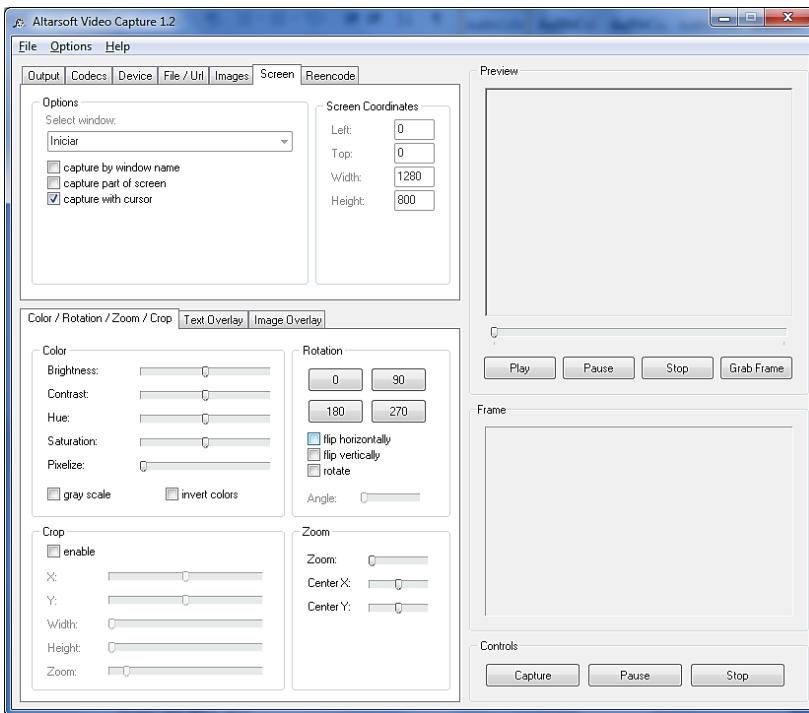 Altarsoft Video Capture 1.2
File Options Help
Output Codecs Device File / Url Images Screen Reencode
Options
Select window:
Iniciar
capture by window name
capture part of screen
capture with cursor
Screen Coordinates
Left: 0
Top: 0
Width: 1280
Height: 800
Color / Rotation / Zoom / Crop Text Overlay Image Overlay
Color
Brightness:
Contrast:
Hue:
Saturation:
Pixelize:
gray scale invert colors
Rotation
0 90
180 270
flip horizontally
flip vertically
rotate
Angle:
Crop
enable
X:
Y:
Width:
Height:
Zoom:
Zoom
Zoom:
Center X:
Center Y:
Preview
Play Pause Stop Grab Frame
Frame
Controls
Capture Pause Stop